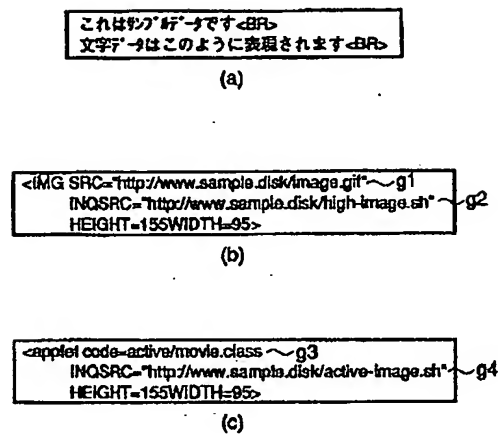 これはｻﾝﾌﾟﾙﾃﾞｰﾀです<BR>
文字ﾃﾞｰﾀはこのように表現されます<BR>
(a)
<IMG SRC="http://www.sample.disk/image.gif" g1
INQSRC="http://www.sample.disk/high-image.sh" g2
HEIGHT=155WIDTH=95>
(b)
<applet code=active/movie.class g3
INQSRC="http://www.sample.disk/active-image.sh" g4
HEIGHT=155WIDTH=95>
(c)